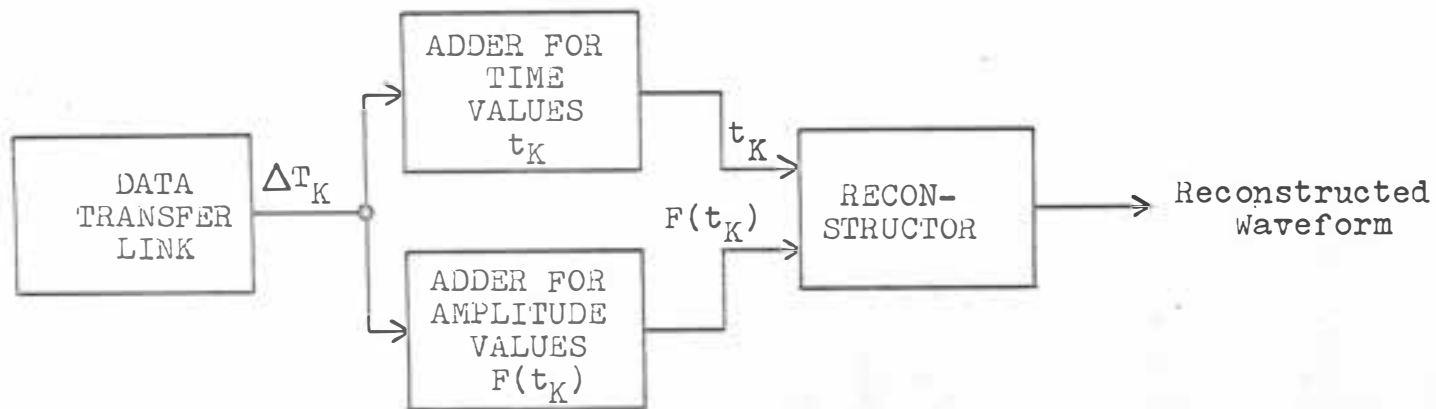 DATA
TRANSFER
LINK
ΔT_K
ADDER FOR
TIME
VALUES
t_K
ADDER FOR
AMPLITUDE
VALUES
F(t_K)
t_K
F(t_K)
RECON-
STRUCTOR
Reconstructed
Waveform